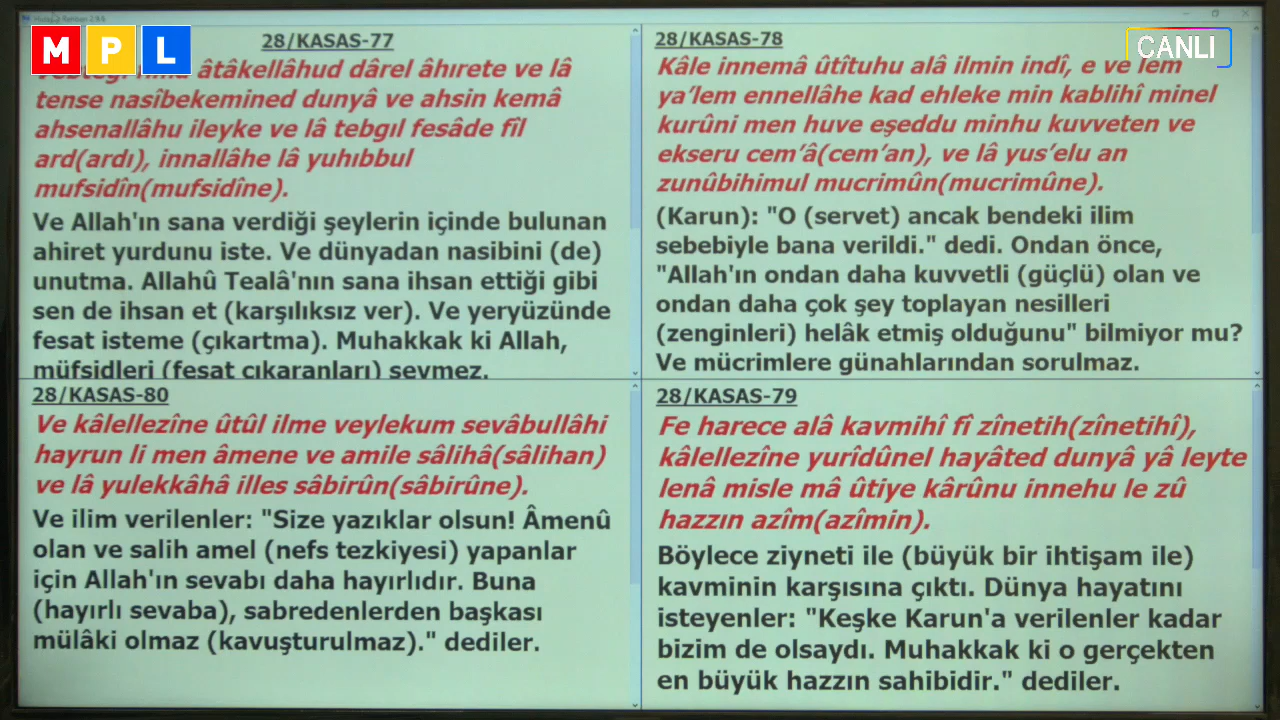 MPL
CANLI
28/KASAS-77
âtâkellâhud dârel âhrete ve lâ
tense nasîbekemined dunyâ ve ahsin kemâ
ahsenallâhu ileyke ve lâ tebgıl fesâde fîl
ard(ardı), innallâhe lâ yuhıbbul
mufsidîn(mufsidîne).
Ve Allah'ın sana verdiği şeylerin içinde bulunan
ahiret yurdunu iste. Ve dünyadan nasibini (de)
unutma. Allahû Tealâ'nın sana ihsan ettiği gibi
sen de ihsan et (karşılıksız ver). Ve yeryüzünde
fesat isteme (çıkartma). Muhakkak ki Allah,
müfsidleri (fesat çıkaranları) sevmez.
28/KASAS-78
Kâle innemâ ûtîtuhu alâ ilmin indî, e ve lem
ya'lem ennellâhe kad ehleke min kablihî minel
kurûni men huve eşeddu minhu kuvveten ve
ekseru cem'â(cem'an), ve lâ yus'elu an
zunûbihimul mucrimûn(mucrimûne).
(Karun): "O (servet) ancak bendeki ilim
sebebiyle bana verildi." dedi. Ondan önce,
"Allah'ın ondan daha kuvvetli (güçlü) olan ve
ondan daha çok şey toplayan nesilleri
(zenginleri) helâk etmiş olduğunu" bilmiyor mu?
Ve mücrimlere günahlarından sorulmaz.
28/KASAS-80
Ve kâlellezîne ûtûl ilme veylekum sevâbullâhi
hayrun li men âmene ve amile sâlihâ(sâlihan)
ve lâ yulekkâhâ illes sâbirûn(sâbirûne).
Ve ilim verilenler: "Size yazıklar olsun! Âmenû
olan ve salih amel (nefs tezkiyesi) yapanlar
için Allah'ın sevabı daha hayırlıdır. Buna
(hayırlı sevaba), sabredenlerden başkası
mülâki olmaz (kavuşturulmaz)." dediler.
28/KASAS-79
Fe harece alâ kavmihî fî zînetih(zînetihî),
kâlellezîne yurîdûnel hayâted dunyâ yâ leyte
lenâ misle mâ ûtiye kârûnu innehu le zû
hazzın azîm(azîmin).
Böylece ziyneti ile (büyük bir ihtişam ile)
kavminin karşısına çıktı. Dünya hayatını
isteyenler: "Keşke Karun'a verilenler kadar
bizim de olsaydı. Muhakkak ki o gerçekten
en büyük hazzın sahibidir." dediler.